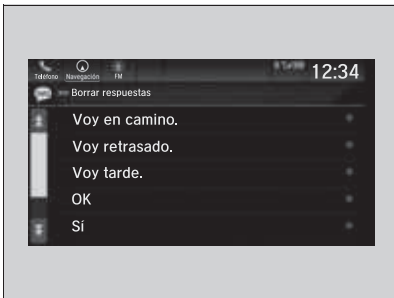 Teléfono Navegación FM
12:34
Borrar respuestas
Voy en camino.
Voy retrasado.
Voy tarde.
OK
Sí